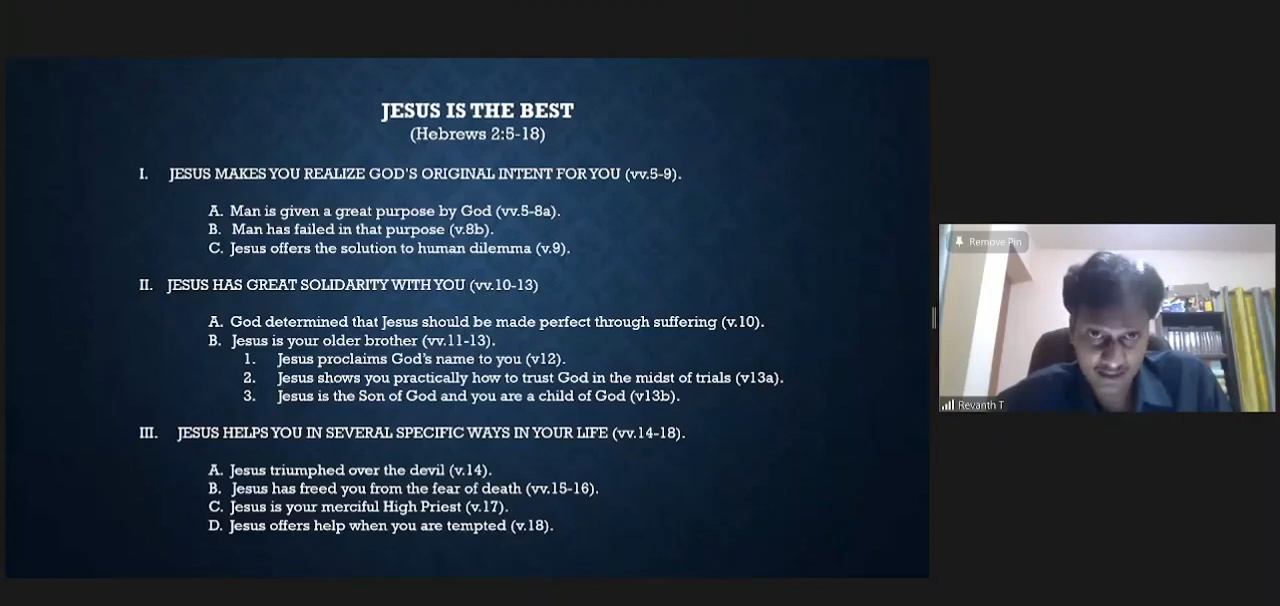 JESUS IS THE BEST
(Hebrews 2:5-18)
I. JESUS MAKES YOU REALIZE GOD'S ORIGINAL INTENT FOR YOU (vv.5-9).
A. Man is given a great purpose by God (vv.5-8a).
B. Man has failed in that purpose (v.8b).
C. Jesus offers the solution to human dilemma (v.9).
II. JESUS HAS GREAT SOLIDARITY WITH YOU (vv.10-13)
A. God determined that Jesus should be made perfect through suffering (v.10).
B. Jesus is your older brother (vv.11-13).
1. Jesus proclaims God's name to you (v12).
2. Jesus shows you practically how to trust God in the midst of trials (v13a).
3. Jesus is the Son of God and you are a child of God (v13b).
III. JESUS HELPS YOU IN SEVERAL SPECIFIC WAYS IN YOUR LIFE (vv.14-18).
A. Jesus triumphed over the devil (v.14).
B. Jesus has freed you from the fear of death (vv.15-16).
C. Jesus is your merciful High Priest (v.17).
D. Jesus offers help when you are tempted (v.18).
Remove Pin
Revanth T